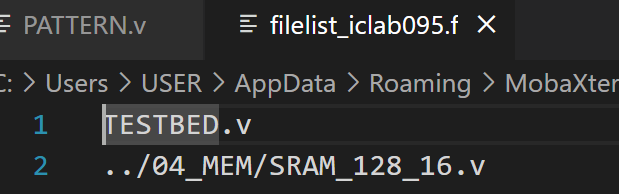 PATTERN.v
filelist_iclab095.f
C: > Users > USER > AppData > Roaming > MobaXter
1 TESTBED.v
2 ../04_MEM/SRAM_128_16.v